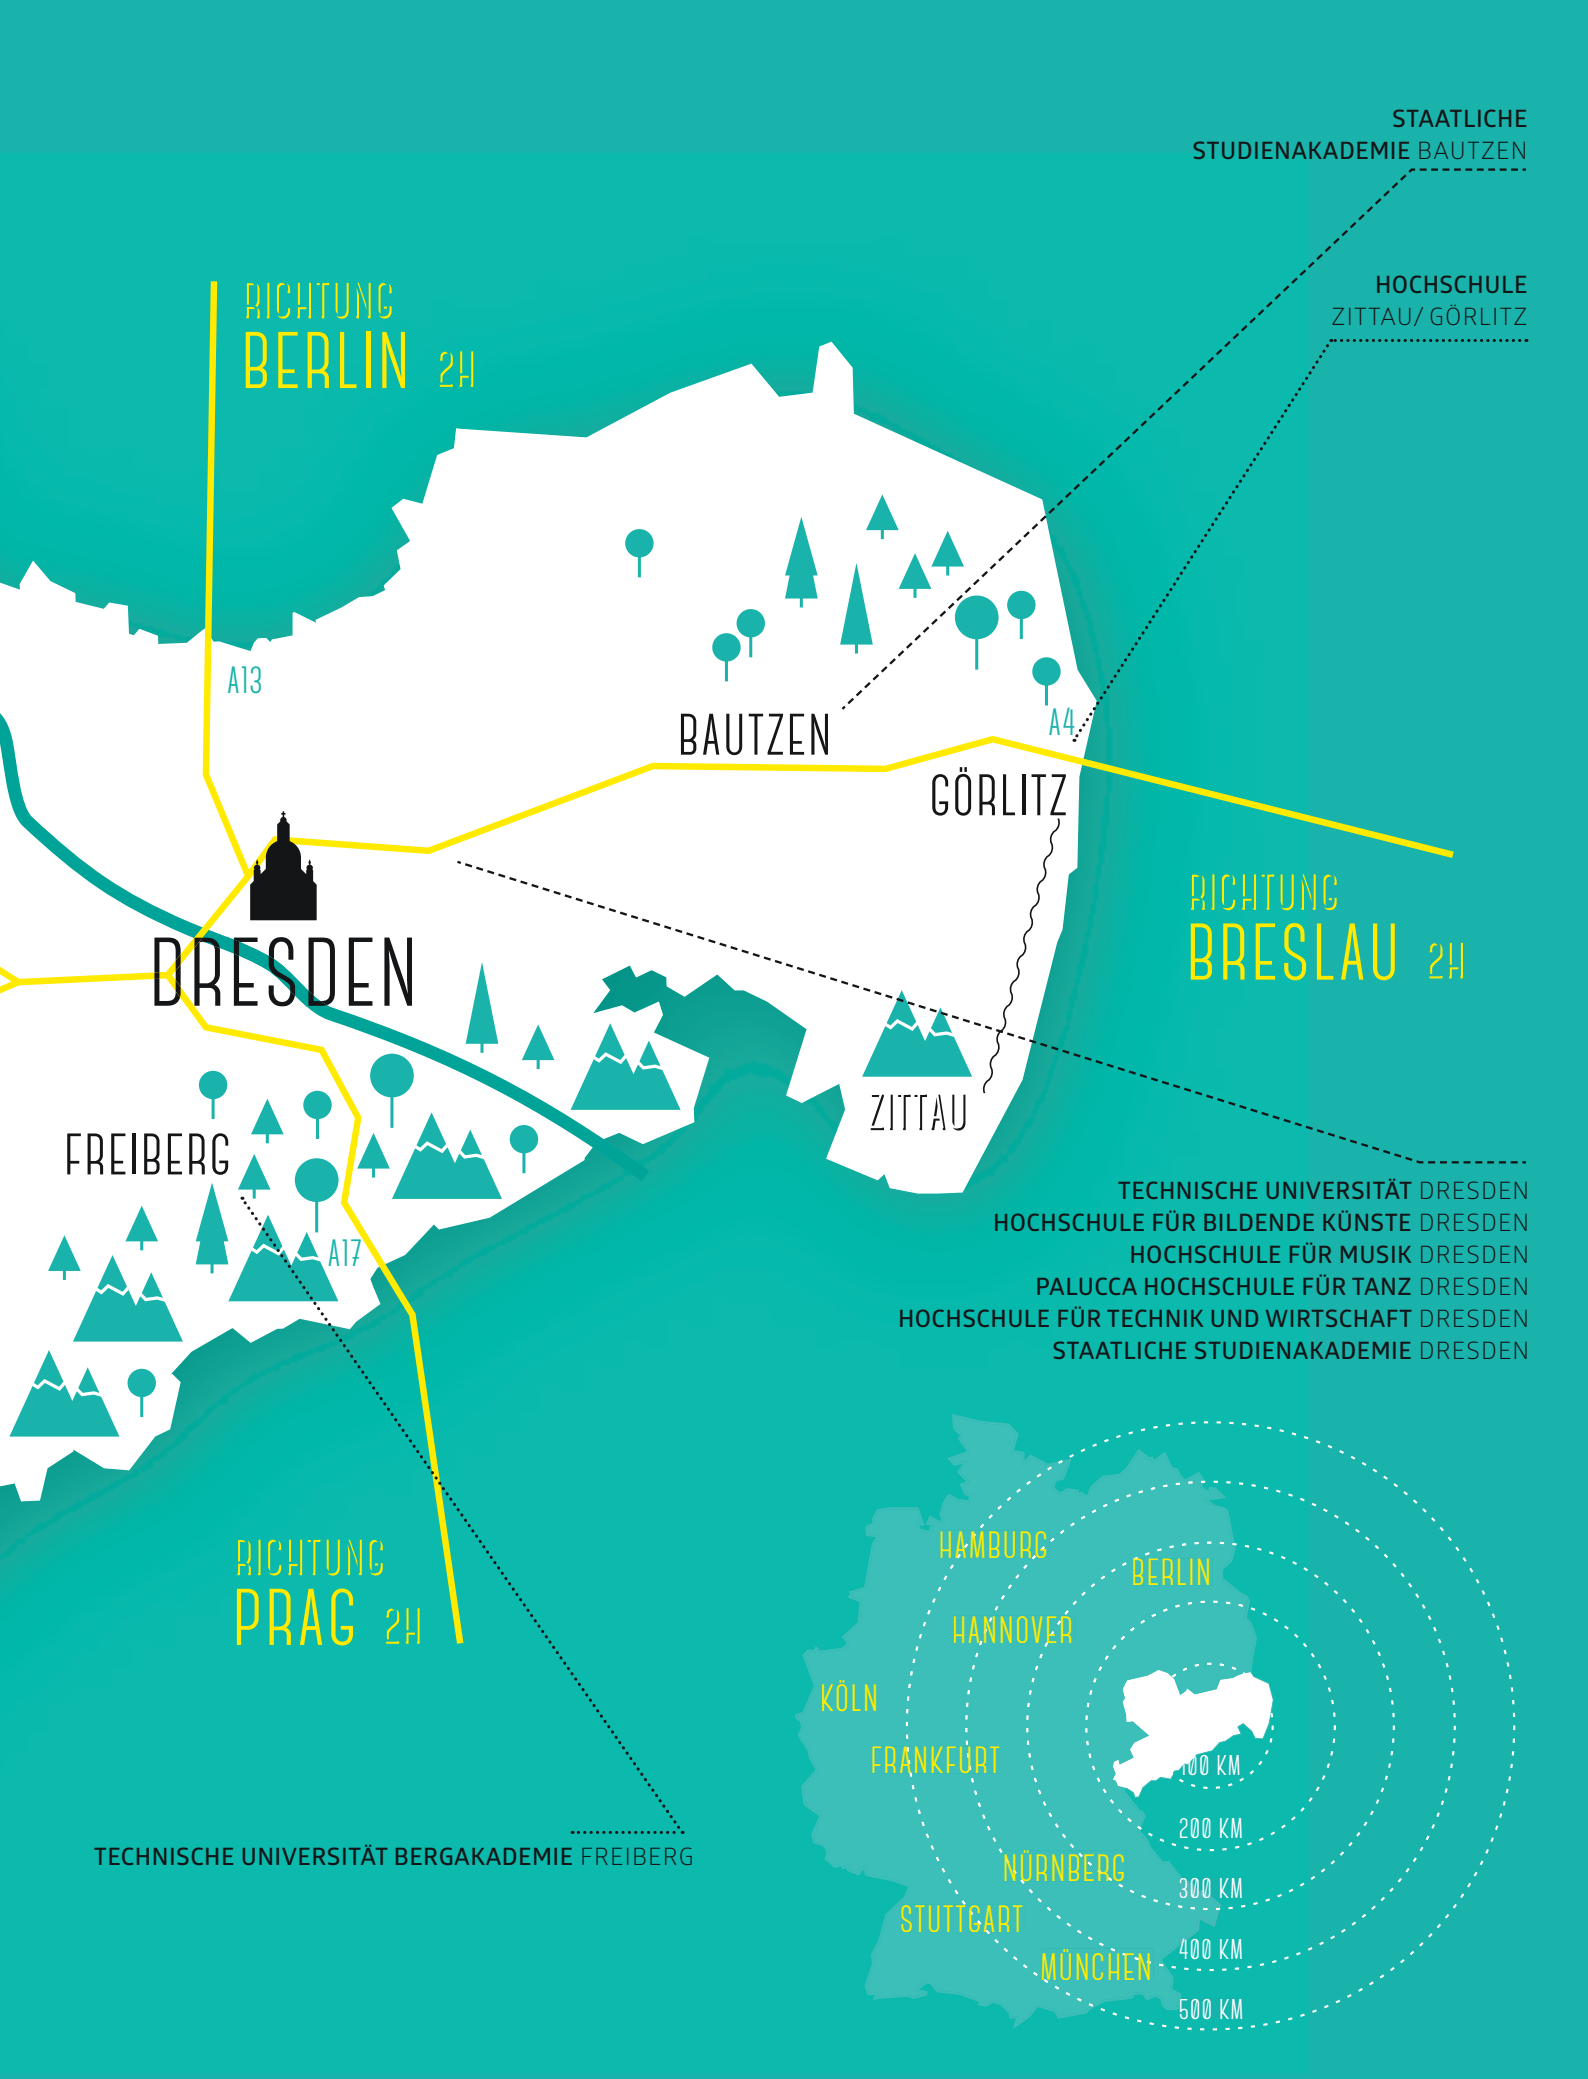 STAATLICHE
STUDIENAKADEMIE BAUTZEN
HOCHSCHULE
ZITTAU/ GÖRLITZ
RICHTUNG
BERLIN 2H
A13
BAUTZEN
A4
GÖRLITZ
RICHTUNG
BRESLAU 2H
DRESDEN
ZITTAU
FREIBERG
A17
TECHNISCHE UNIVERSITÄT DRESDEN
HOCHSCHULE FÜR BILDENDE KÜNSTE DRESDEN
HOCHSCHULE FÜR MUSIK DRESDEN
PALUCCA HOCHSCHULE FÜR TANZ DRESDEN
HOCHSCHULE FÜR TECHNIK UND WIRTSCHAFT DRESDEN
STAATLICHE STUDIENAKADEMIE DRESDEN
RICHTUNG
PRAG 2H
HAMBURG
BERLIN
HANNOVER
KÖLN
FRANKFURT
100 KM
200 KM
NÜRNBERG
300 KM
STUTTGART
400 KM
MÜNCHEN
500 KM
TECHNISCHE UNIVERSITÄT BERGAKADEMIE FREIBERG